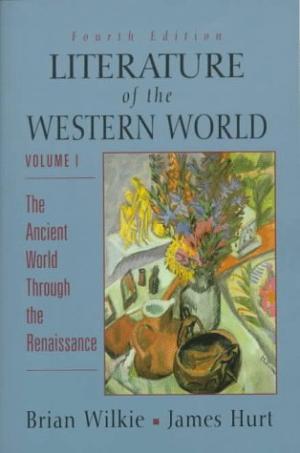 Fourth Edition
LITERATURE
of the
WESTERN WORLD
VOLUME I
The
Ancient
World
Through
the
Renaissance
Brian Wilkie ▪ James Hurt